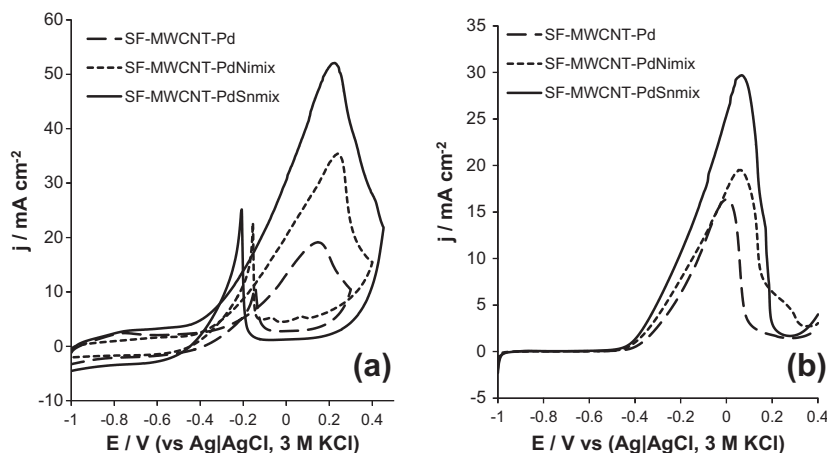 60
50
40
30
20
10
0
-10
j / mA cm-2
SF-MWCNT-Pd
SF-MWCNT-PdNimix
SF-MWCNT-PdSnmix
(a)
-1 -0.8 -0.6 -0.4 -0.2 0 0.2 0.4
E / V (vs Ag|AgCl, 3 M KCl)
35
30
25
20
15
10
5
0
-5
j / mA cm-2
SF-MWCNT-Pd
SF-MWCNT-PdNimix
SF-MWCNT-PdSnmix
(b)
-1 -0.8 -0.6 -0.4 -0.2 0 0.2 0.4
E / V vs (Ag|AgCl, 3 M KCl)